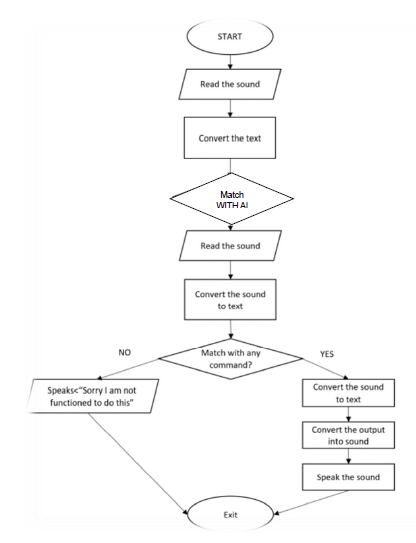 START
Read the sound
Convert the text
Match
WITH AI
Read the sound
Convert the sound
to text
Match with any
command?
NO
YES
Speaks<"Sorry I am not
functioned to do this"
Convert the sound
to text
Convert the output
into sound
Speak the sound
Exit